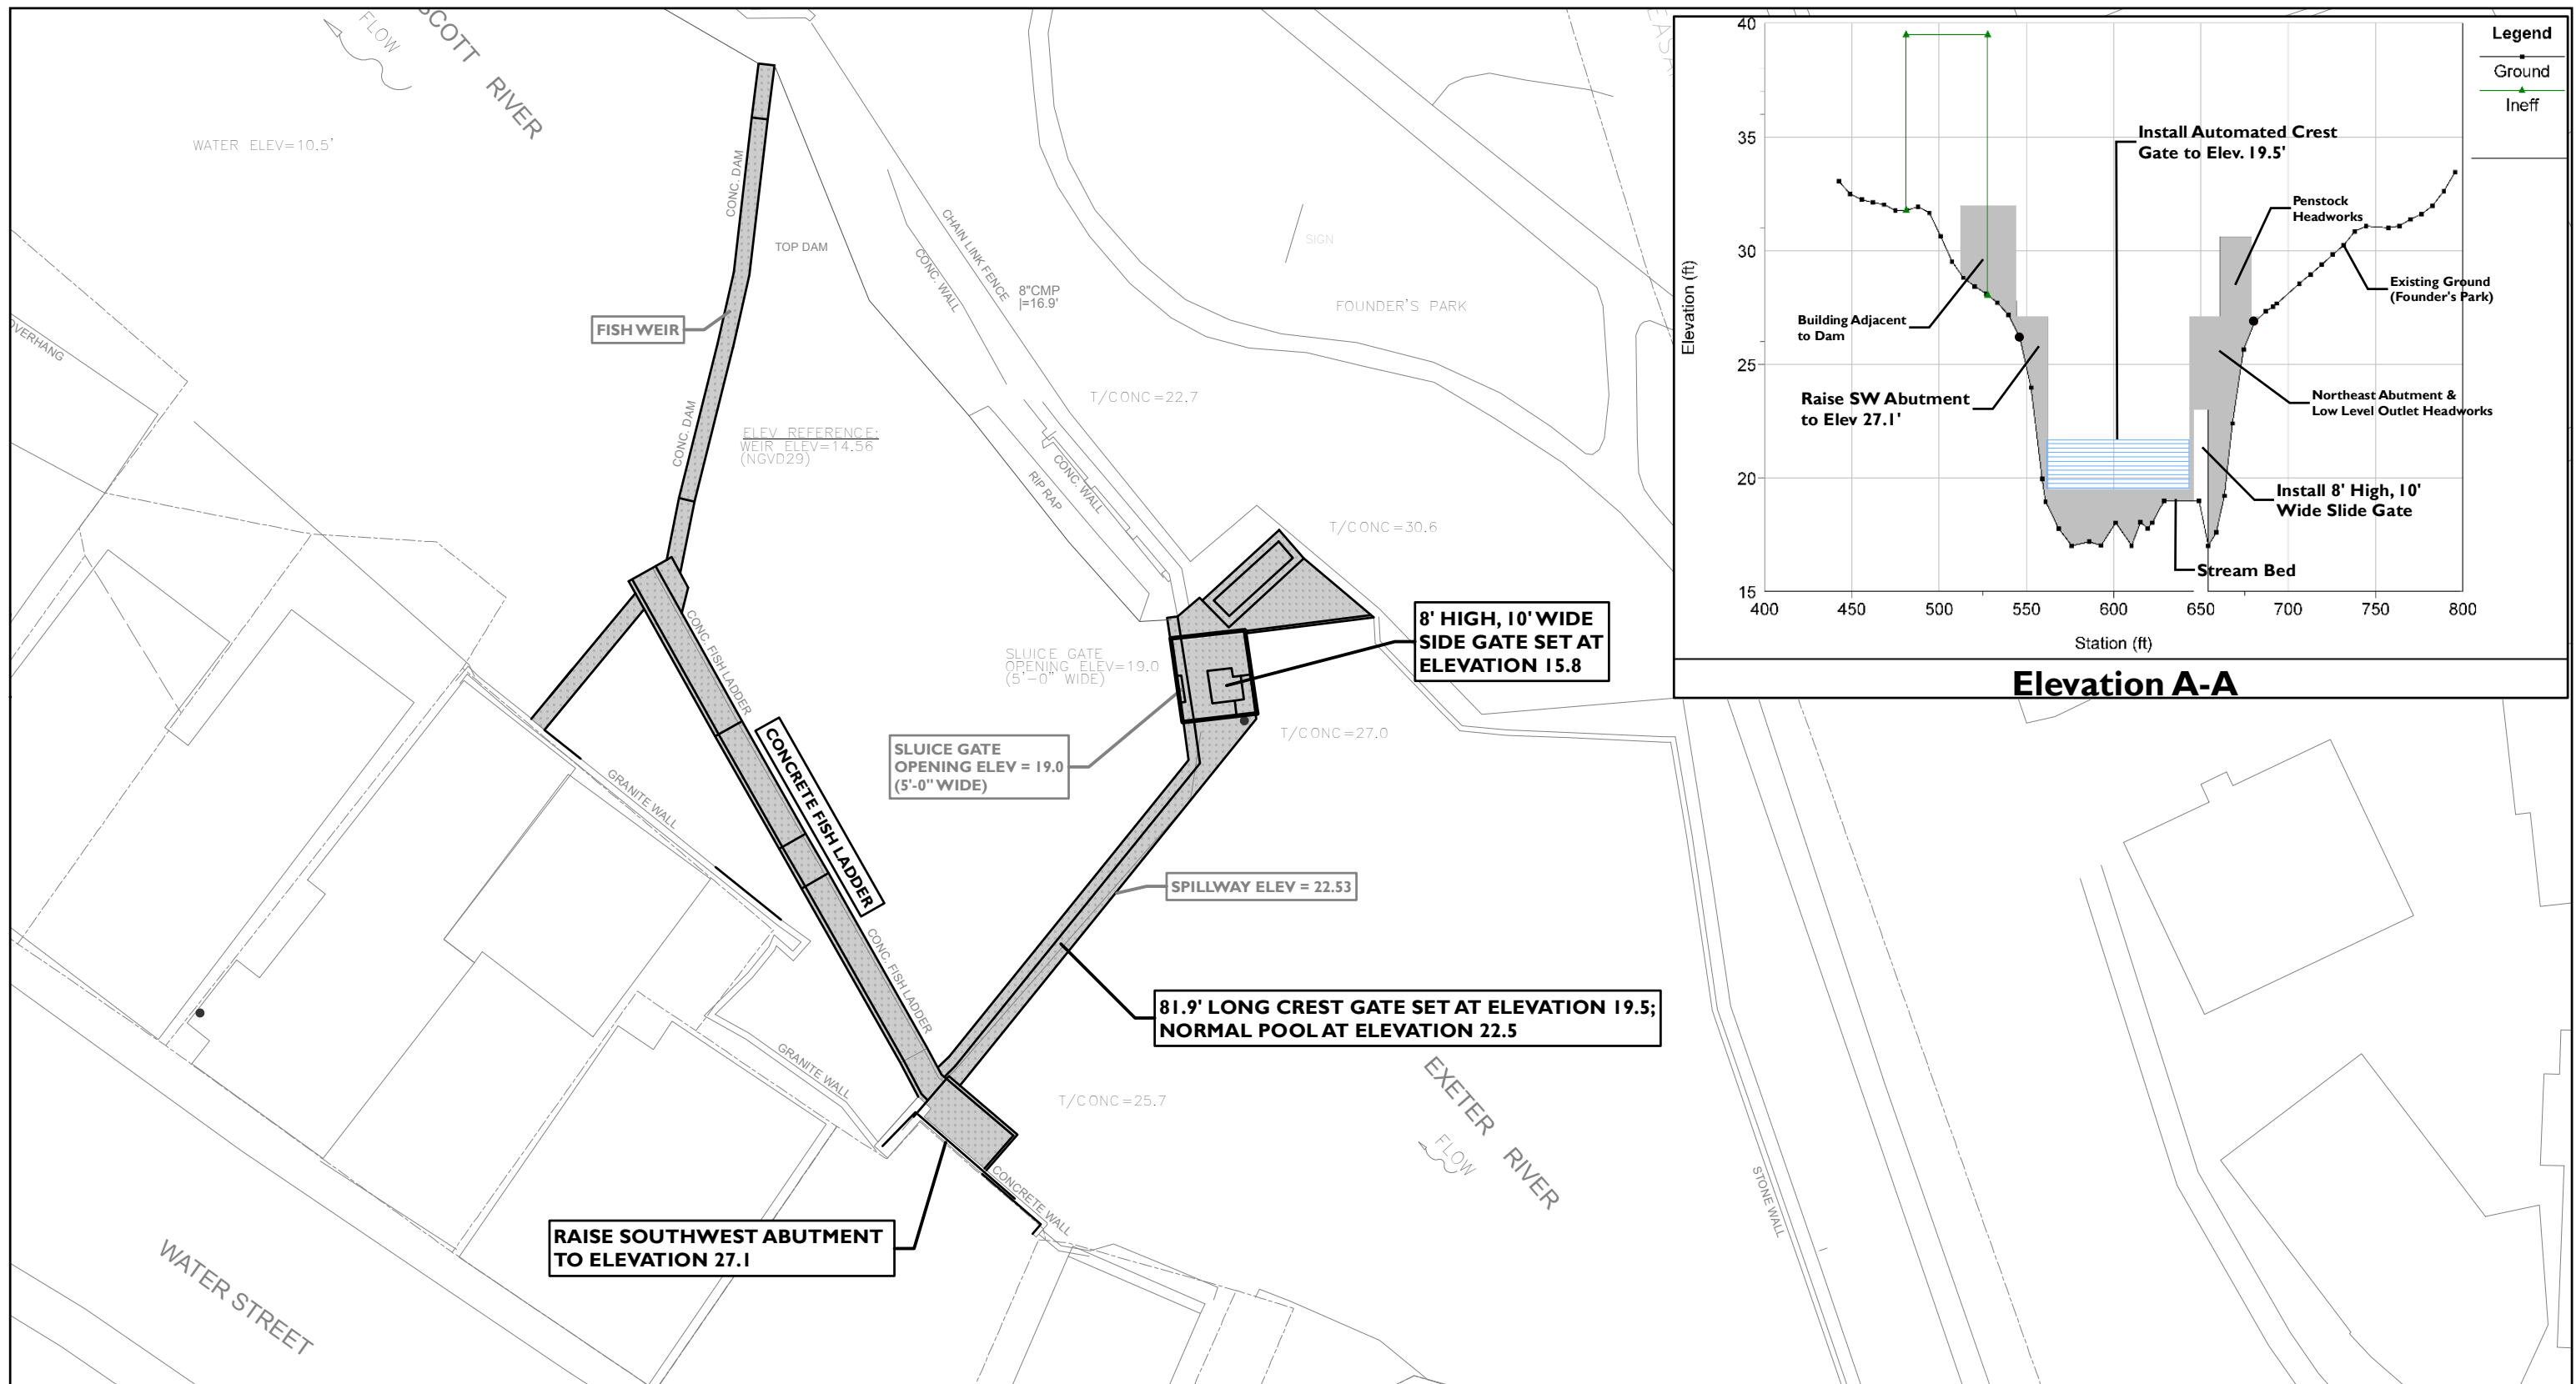 SCOTT RIVER
FLOW
WATER ELEV=10.5'
OVERHANG
CONC. DAM
TOP DAM
FISH WEIR
CONC. DAM
ELEV REFERENCE:
WEIR ELEV=14.56
(NGVD29)
CHAIN LINK FENCE
CONC. WALL
8"CMP
I=16.9'
SIGN
FOUNDER'S PARK
T/CONC=22.7
CONC. WALL
RIP RAP
T/CONC=30.6
8' HIGH, 10' WIDE
SIDE GATE SET AT
ELEVATION 15.8
SLUICE GATE
OPENING ELEV=19.0
(5'-0" WIDE)
CONC. FISH LADDER
CONCRETE FISH LADDER
CONC. FISH LADDER
SLUICE GATE
OPENING ELEV = 19.0
(5'-0" WIDE)
T/CONC=27.0
GRANITE WALL
SPILLWAY ELEV = 22.53
81.9' LONG CREST GATE SET AT ELEVATION 19.5;
NORMAL POOL AT ELEVATION 22.5
GRANITE WALL
T/CONC=25.7
EXETER RIVER
FLOW
STONE WALL
CONCRETE WALL
RAISE SOUTHWEST ABUTMENT
TO ELEVATION 27.1
WATER STREET
40
35
30
25
20
15
Elevation (ft)
400 450 500 550 600 650 700 750 800
Station (ft)
Legend
Ground
Ineff
Install Automated Crest
Gate to Elev. 19.5'
Penstock
Headworks
Existing Ground
(Founder's Park)
Building Adjacent
to Dam
Raise SW Abutment
to Elev 27.1'
Northeast Abutment &
Low Level Outlet Headworks
Install 8' High, 10'
Wide Slide Gate
Stream Bed
Elevation A-A